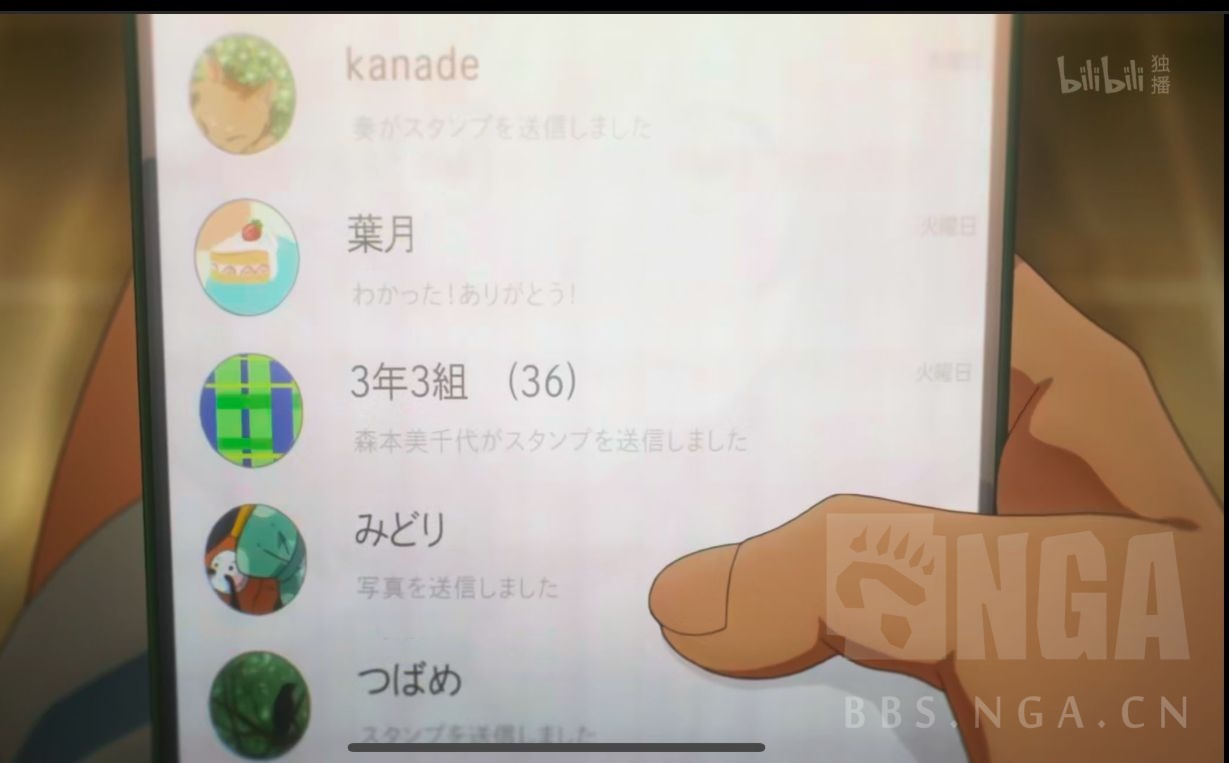 kanade
奏がスタンプを送信しました
bilibili 独播
葉月
火曜日
わかった!ありがとう!
3年3組 (36)
火曜日
森本美千代がスタンプを送信しました
みどり
写真を送信しました
つばめ
スタンプを送信しました
NGA
BBS.NGA.CN